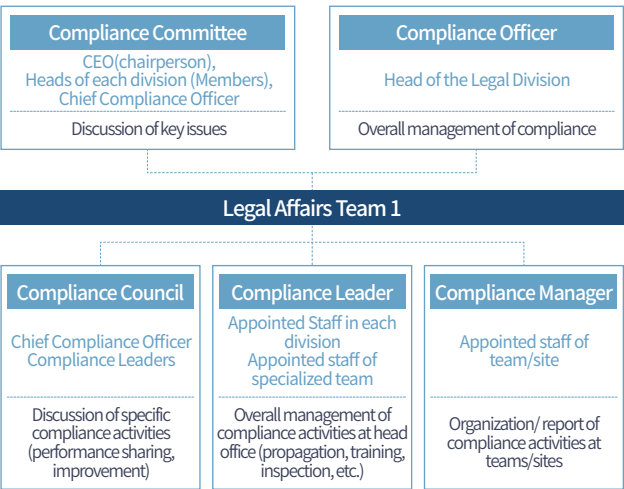 Compliance Committee
CEO(chairperson),
Heads of each division (Members),
Chief Compliance Officer
Discussion of key issues
Compliance Officer
Head of the Legal Division
Overall management of compliance
Legal Affairs Team 1
Compliance Council
Chief Compliance Officer
Compliance Leaders
Discussion of specific
compliance activities
(performance sharing,
improvement)
Compliance Leader
Appointed Staff in each
division
Appointed staff of
specialized team
Overall management of
compliance activities at head
office (propagation, training,
inspection, etc.)
Compliance Manager
Appointed staff of
team/site
Organization/ report of
compliance activities at
teams/sites